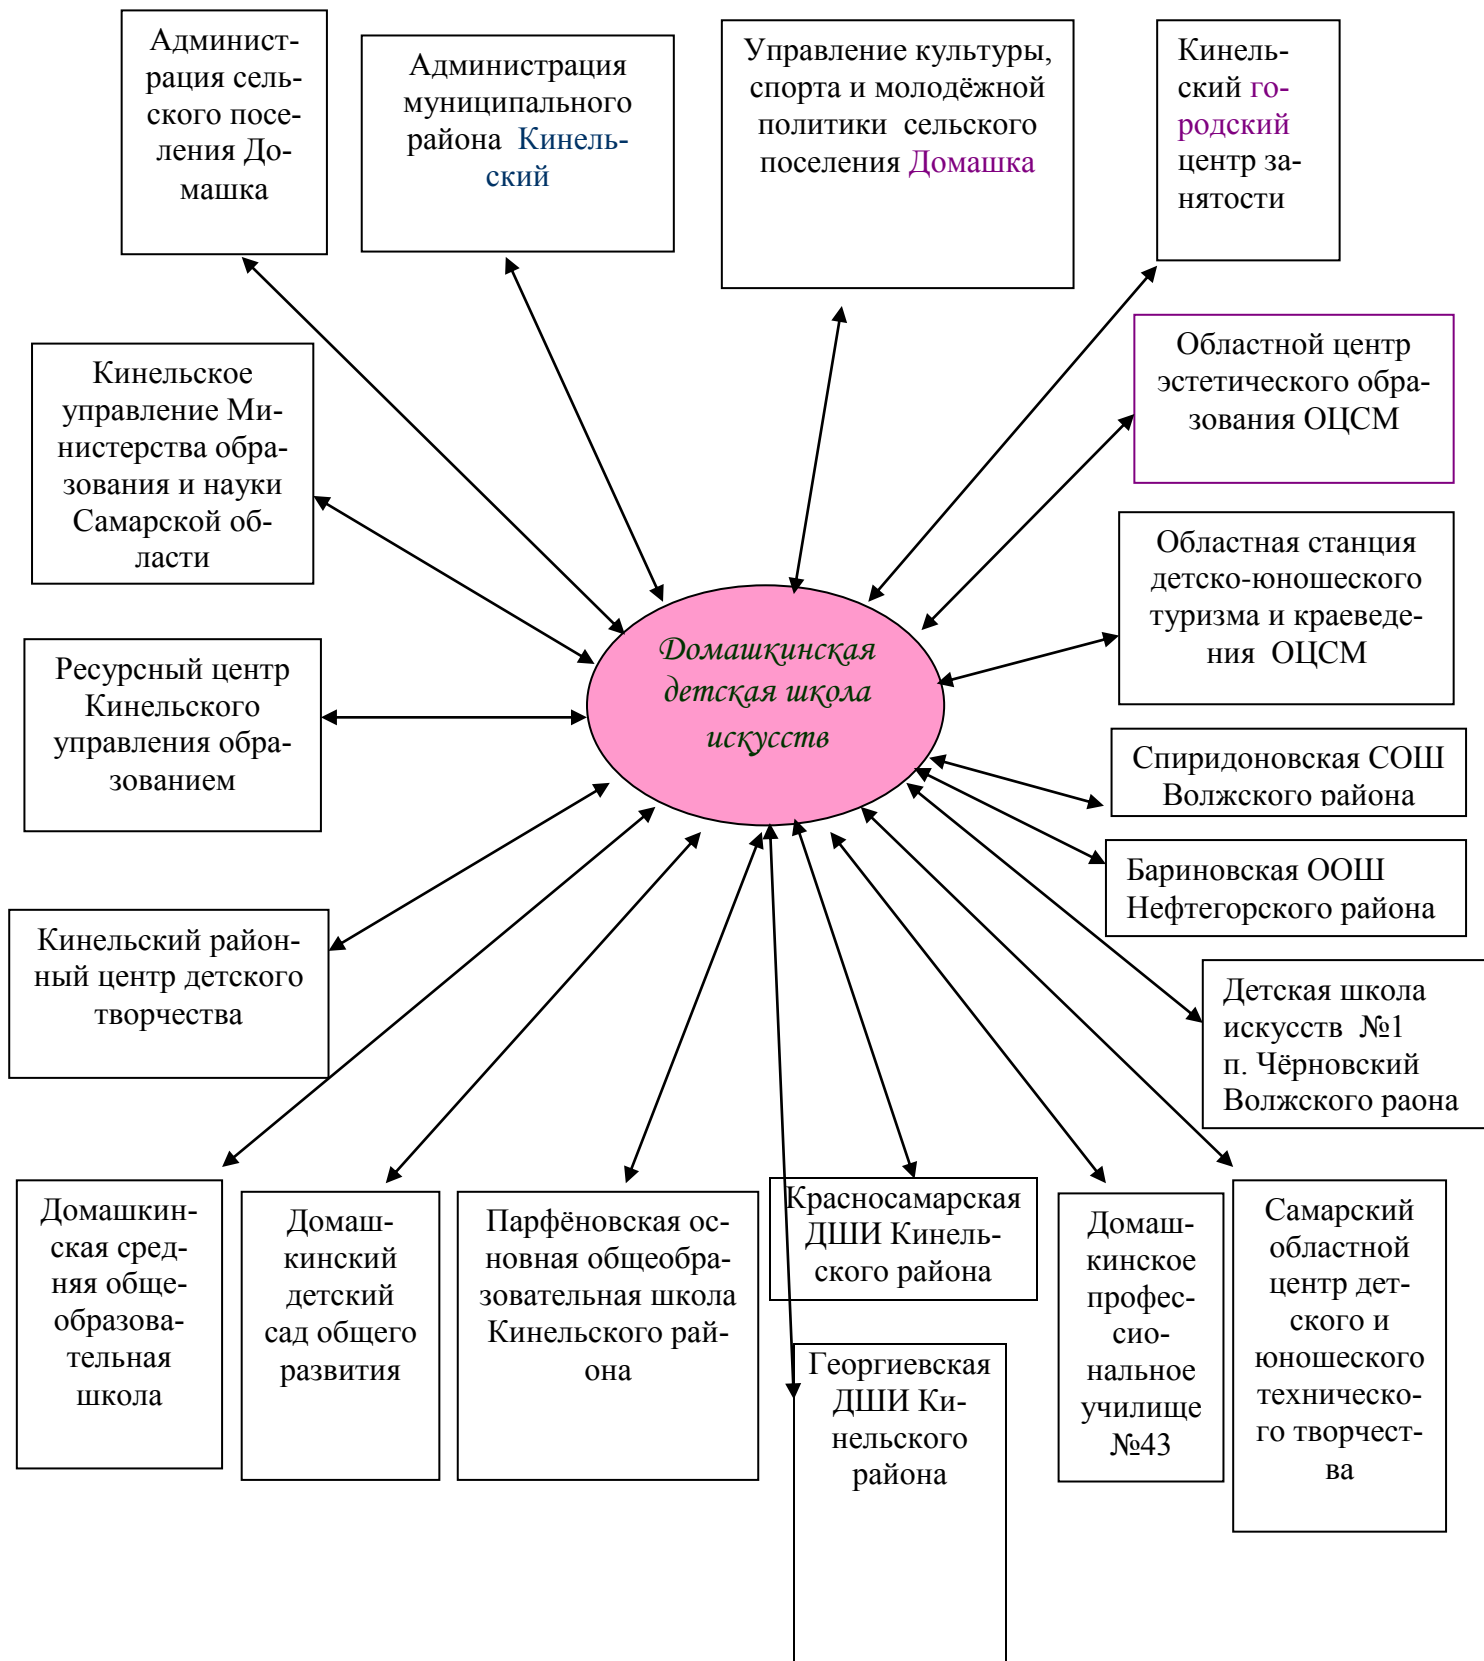 Админист-
рация сель-
ского посе-
ления До-
машка
Администрация
муниципального
района Кинель-
ский
Управление культуры,
спорта и молодёжной
политики сельского
поселения Домашка
Кинель-
ский го-
родский
центр за-
нятости
Кинельское
управление Ми-
нистерства обра-
зования и науки
Самарской об-
ласти
Областной центр
эстетического обра-
зования ОЦСМ
Областная станция
детско-юношеского
туризма и краеведе-
ния ОЦСМ
Ресурсный центр
Кинельского
управления обра-
зованием
Домашкинская
детская школа
искусств
Спиридоновская СОШ
Волжского района
Бариновская ООШ
Нефтегорского района
Кинельский район-
ный центр детского
творчества
Детская школа
искусств №1
п. Чёрновский
Волжского раона
Домашкин-
ская сред-
няя обще-
образова-
тельная
школа
Домаш-
кинский
детский
сад общего
развития
Парфёновская ос-
новная общеобра-
зовательная школа
Кинельского рай-
она
Красносамарская
ДШИ Кинель-
ского района
Георгиевская
ДШИ Ки-
нельского
района
Домаш-
кинское
профес-
сио-
нальное
училище
№43
Самарский
областной
центр дет-
ского и
юношеского
техническо-
го творчест-
ва